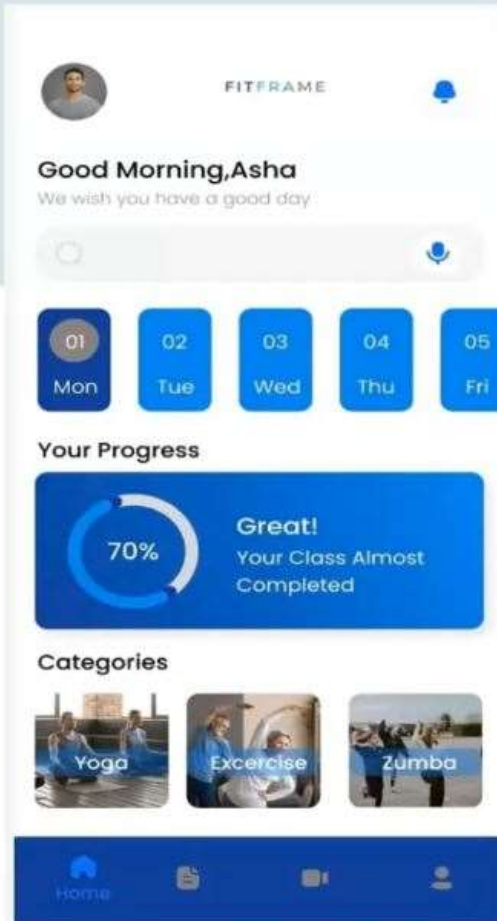 FITFRAME
Good Morning,Asha
We wish you have a good day
01 02 03 04 05
Mon Tue Wed Thu Fri
Your Progress
70%
Great!
Your Class Almost
Completed
Categories
Yoga Excercise Zumba
Home